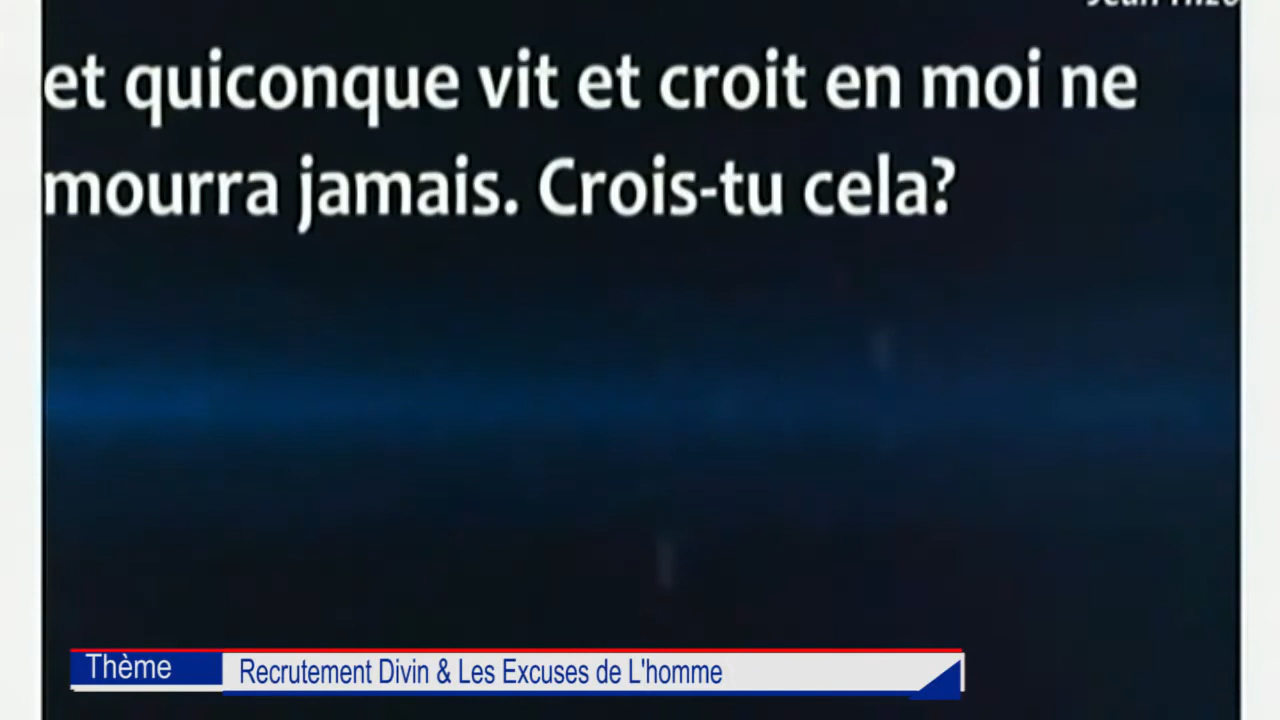 et quiconque vit et croit en moi ne
mourra jamais. Crois-tu cela?
Thème
Recrutement Divin & Les Excuses de L'homme